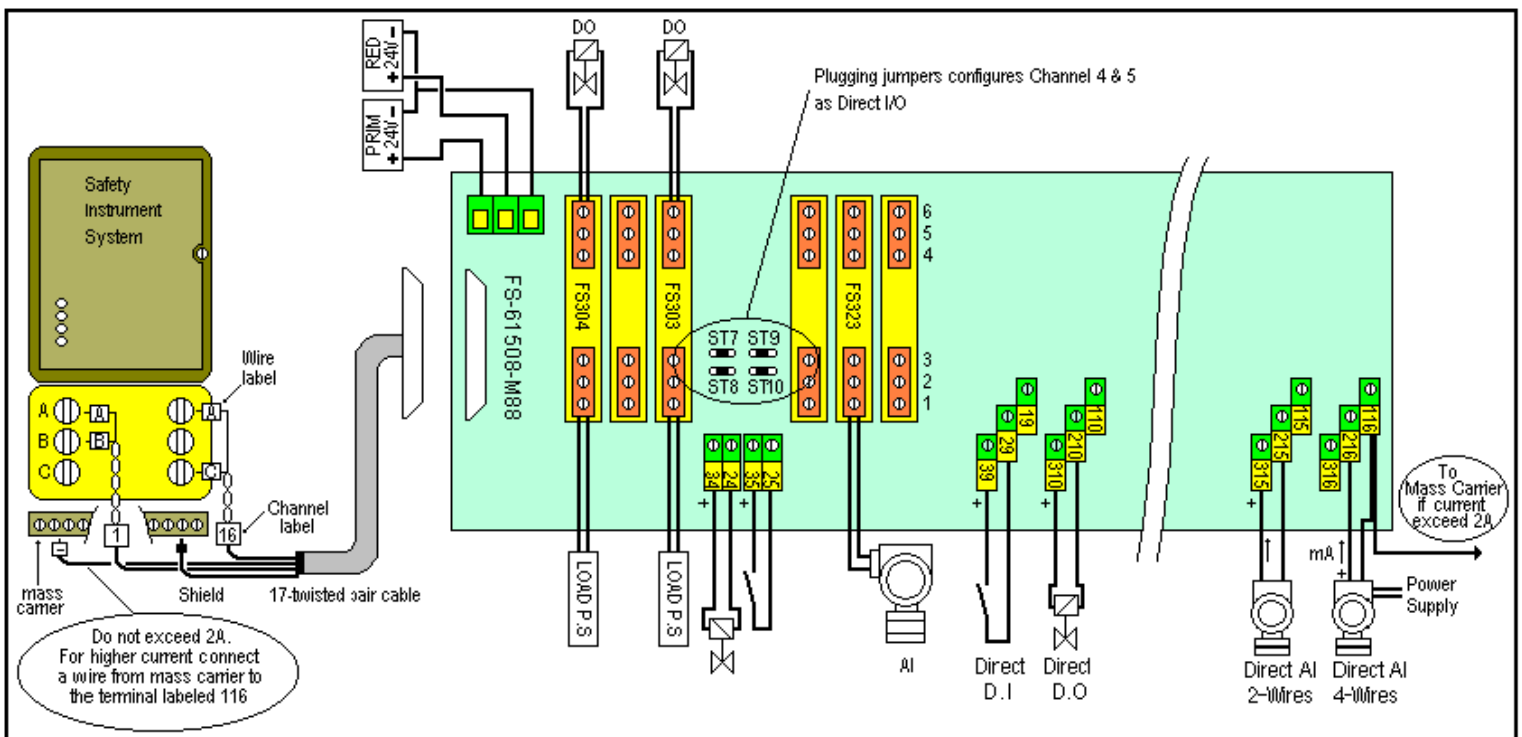 RED
+24V-
PRIM
+24V-
DO
DO
Plugging jumpers configures Channel 4 & 5
as Direct I/O
Safety
Instrument
System
FS-61508-M88
FS304
FS303
FS323
6
5
4
3
2
1
ST7 ST9
ST8 ST10
Wire
label
A
B
C
A
B
A
C
Channel
label
1
16
-
mass
carrier
Shield
17-twisted pair cable
Do not exceed 2A.
For higher current connect
a wire from mass carrier to
the terminal labeled 116
LOAD P.S
LOAD P.S
34
24
35
25
+
+
AI
39
29
19
+
Direct
D.I
310
210
110
+
Direct
D.O
315
215
115
+
Direct AI
2-Wires
316
216
116
mA
+
Direct AI
4-Wires
Power
Supply
To
Mass Carrier
if current
exceed 2A